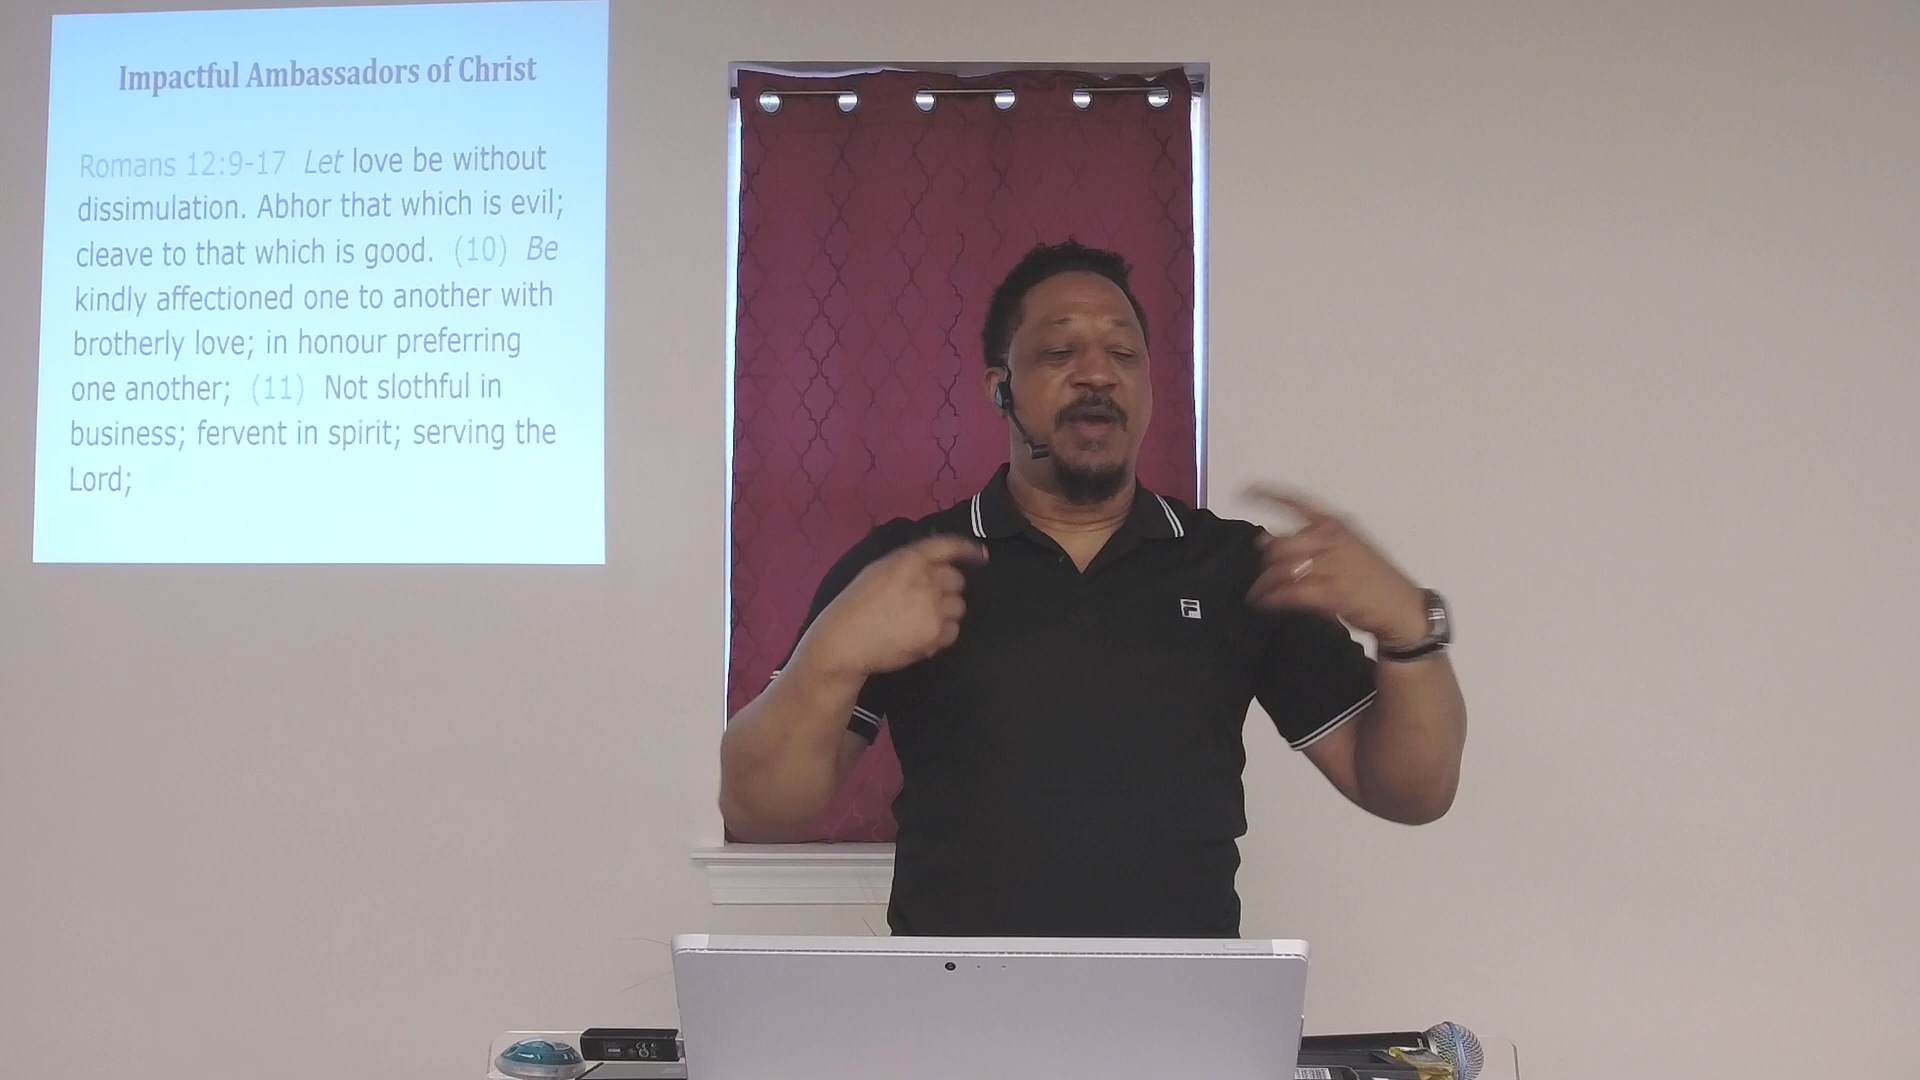 Impactful Ambassadors of Christ
Romans 12:9-17 Let love be without
dissimulation. Abhor that which is evil;
cleave to that which is good. (10) Be
kindly affectioned one to another with
brotherly love; in honour preferring
one another; (11) Not slothful in
business; fervent in spirit; serving the
Lord;